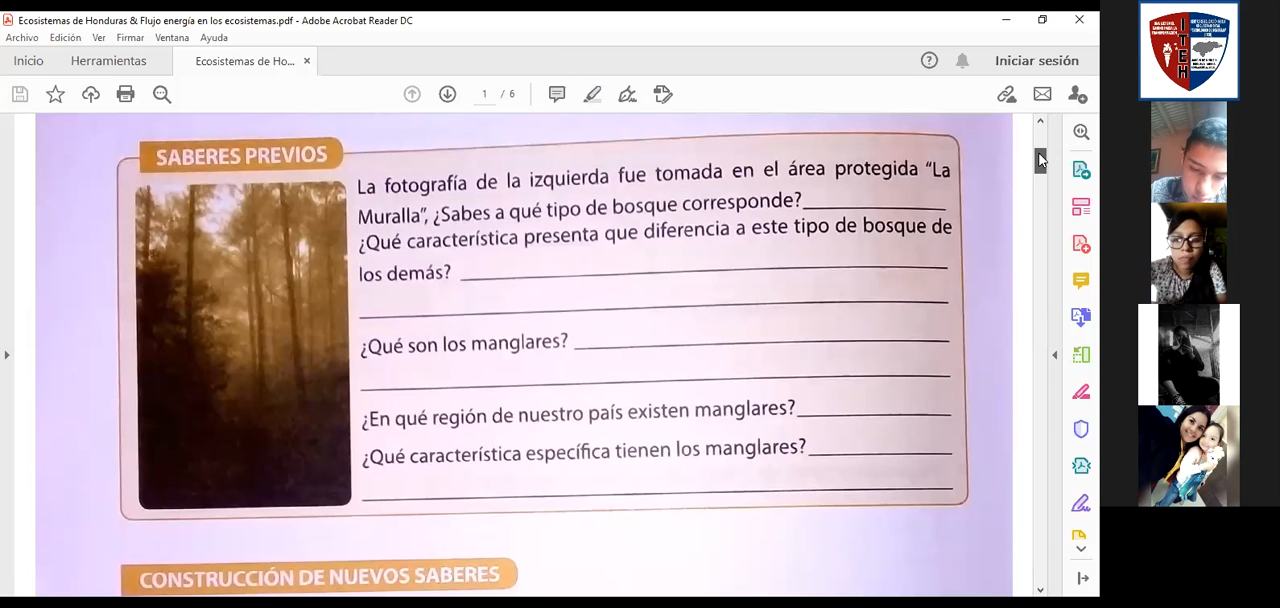 Ecosistemas de Honduras & Flujo energía en los ecosistemas.pdf - Adobe Acrobat Reader DC
Archivo Edición Ver Firmar Ventana Ayuda
Inicio Herramientas Ecosistemas de Ho... × Iniciar sesión
1 / 6
SABERES PREVIOS
La fotografía de la izquierda fue tomada en el área protegida “La
Muralla”, ¿Sabes a qué tipo de bosque corresponde?
¿Qué característica presenta que diferencia a este tipo de bosque de
los demás?
¿Qué son los manglares?
¿En qué región de nuestro país existen manglares?
¿Qué característica específica tienen los manglares?
CONSTRUCCIÓN DE NUEVOS SABERES
ITCH